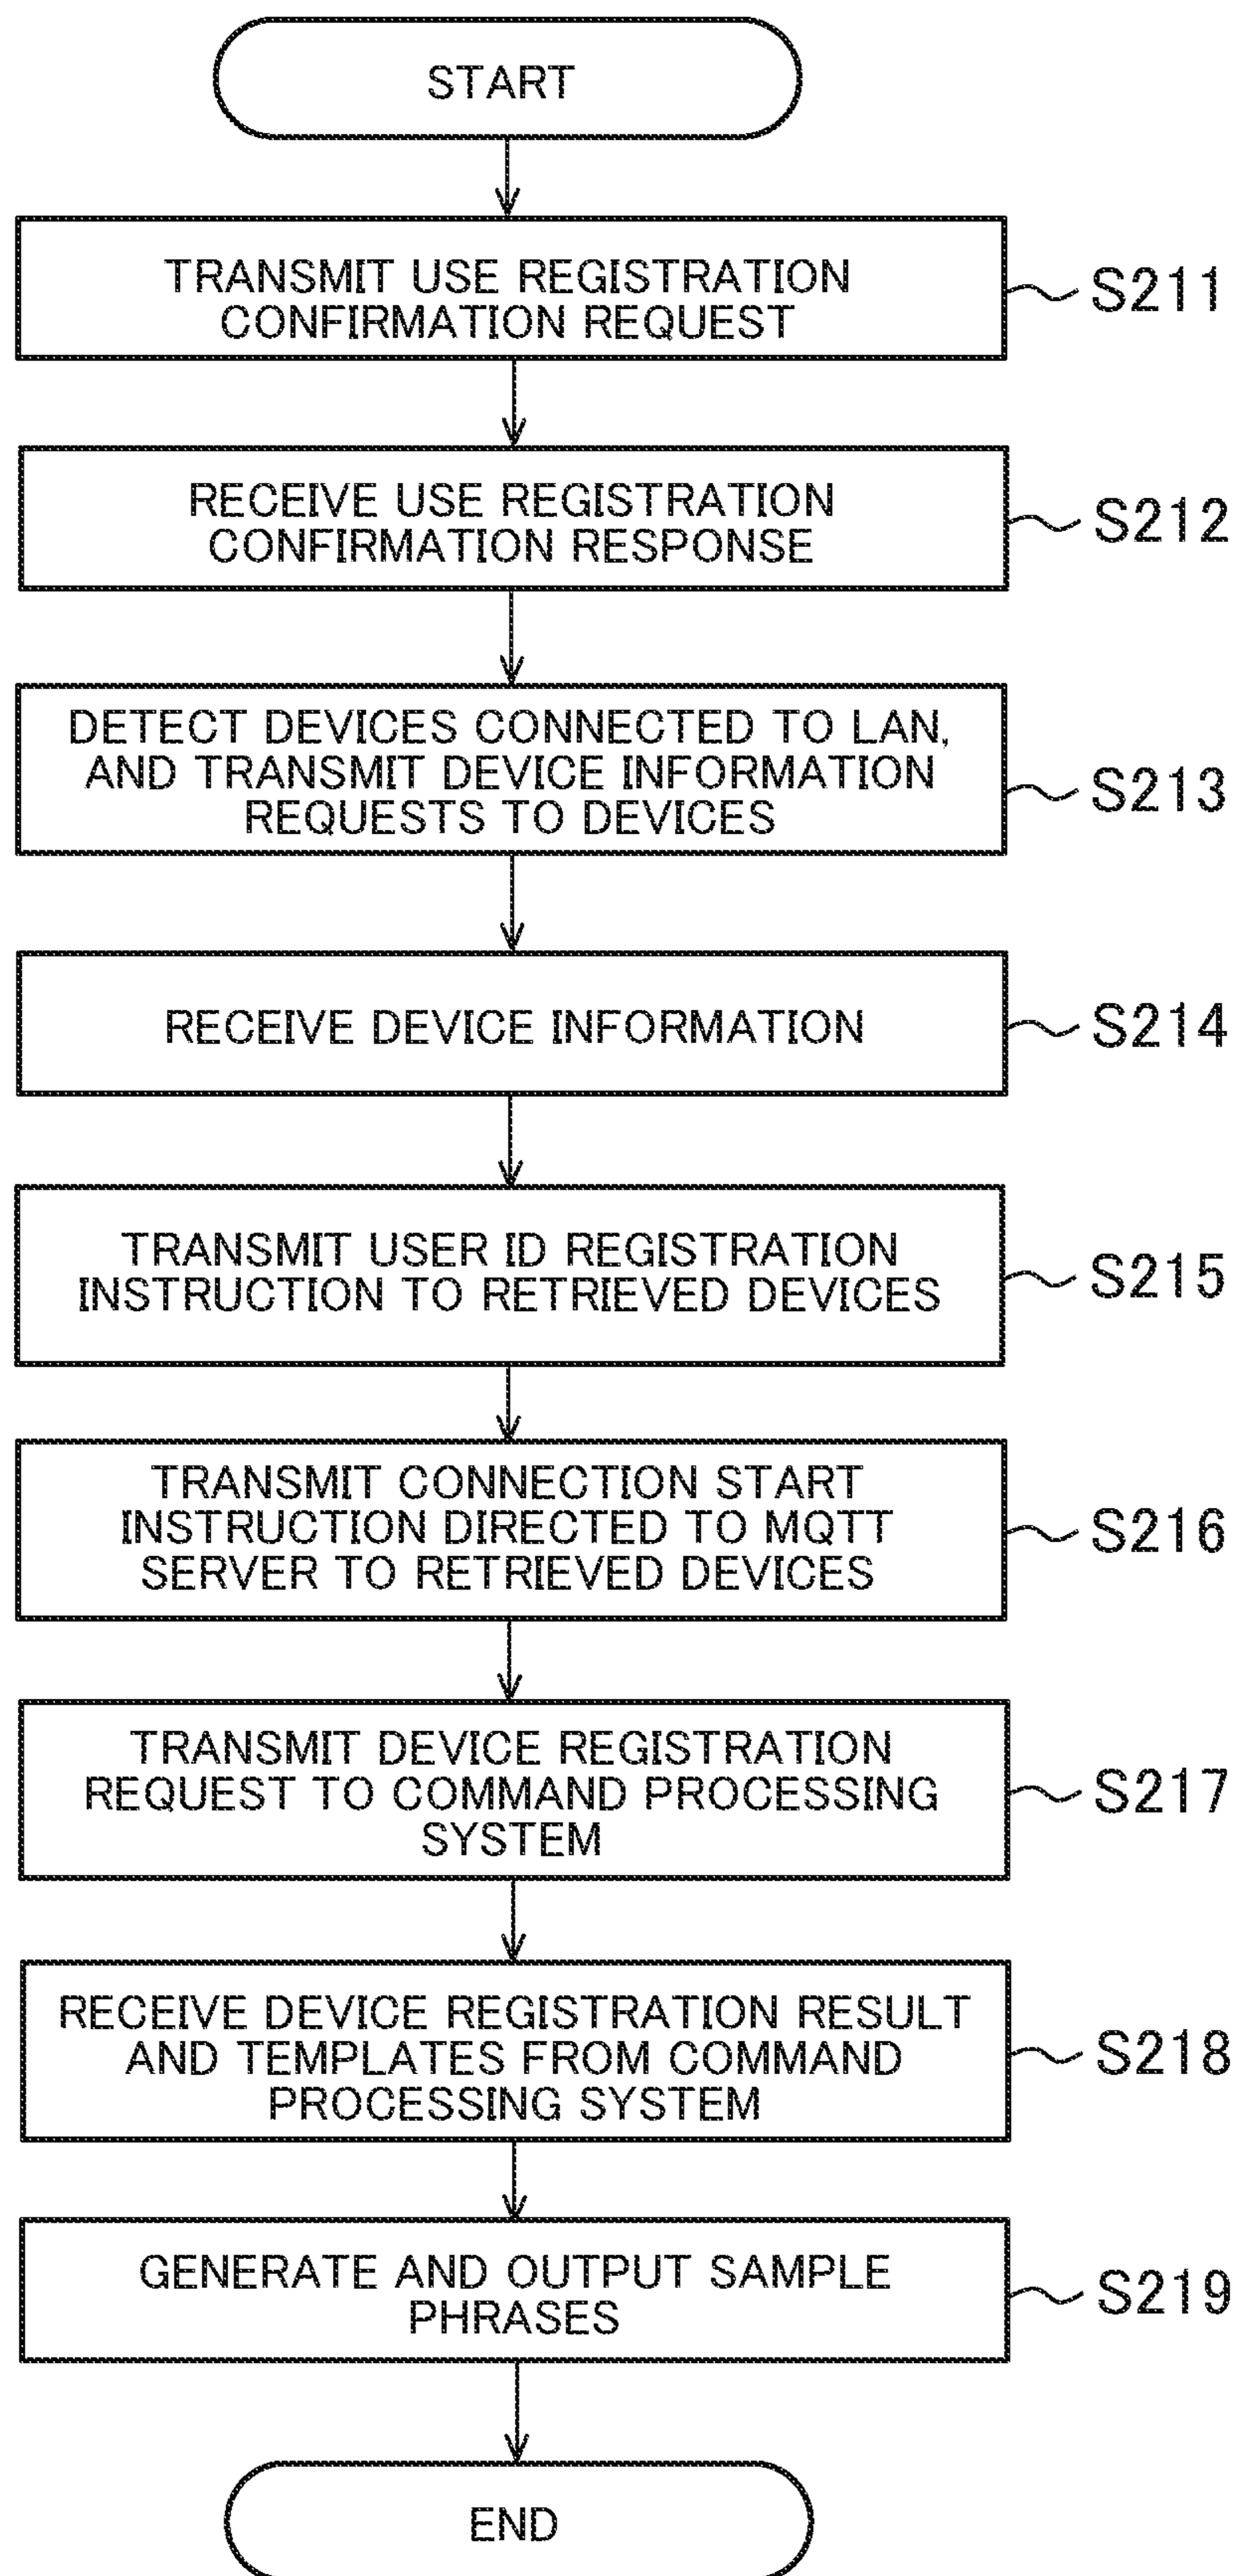 START
TRANSMIT USE REGISTRATION
CONFIRMATION REQUEST
S211
RECEIVE USE REGISTRATION
CONFIRMATION RESPONSE
S212
DETECT DEVICES CONNECTED TO LAN,
AND TRANSMIT DEVICE INFORMATION
REQUESTS TO DEVICES
S213
RECEIVE DEVICE INFORMATION
S214
TRANSMIT USER ID REGISTRATION
INSTRUCTION TO RETRIEVED DEVICES
S215
TRANSMIT CONNECTION START
INSTRUCTION DIRECTED TO MQTT
SERVER TO RETRIEVED DEVICES
S216
TRANSMIT DEVICE REGISTRATION
REQUEST TO COMMAND PROCESSING
SYSTEM
S217
RECEIVE DEVICE REGISTRATION RESULT
AND TEMPLATES FROM COMMAND
PROCESSING SYSTEM
S218
GENERATE AND OUTPUT SAMPLE
PHRASES
S219
END